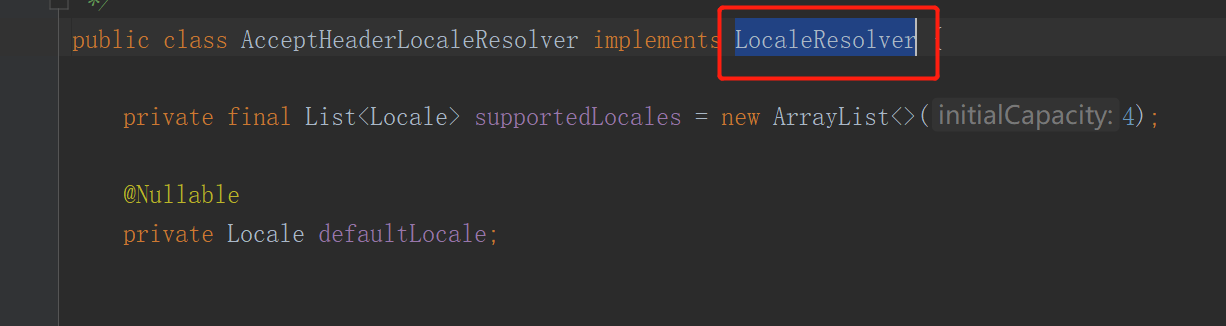 */
public class AcceptHeaderLocaleResolver implements LocaleResolver {
private final List<Locale> supportedLocales = new ArrayList<>( initialCapacity: 4);
@Nullable
private Locale defaultLocale;